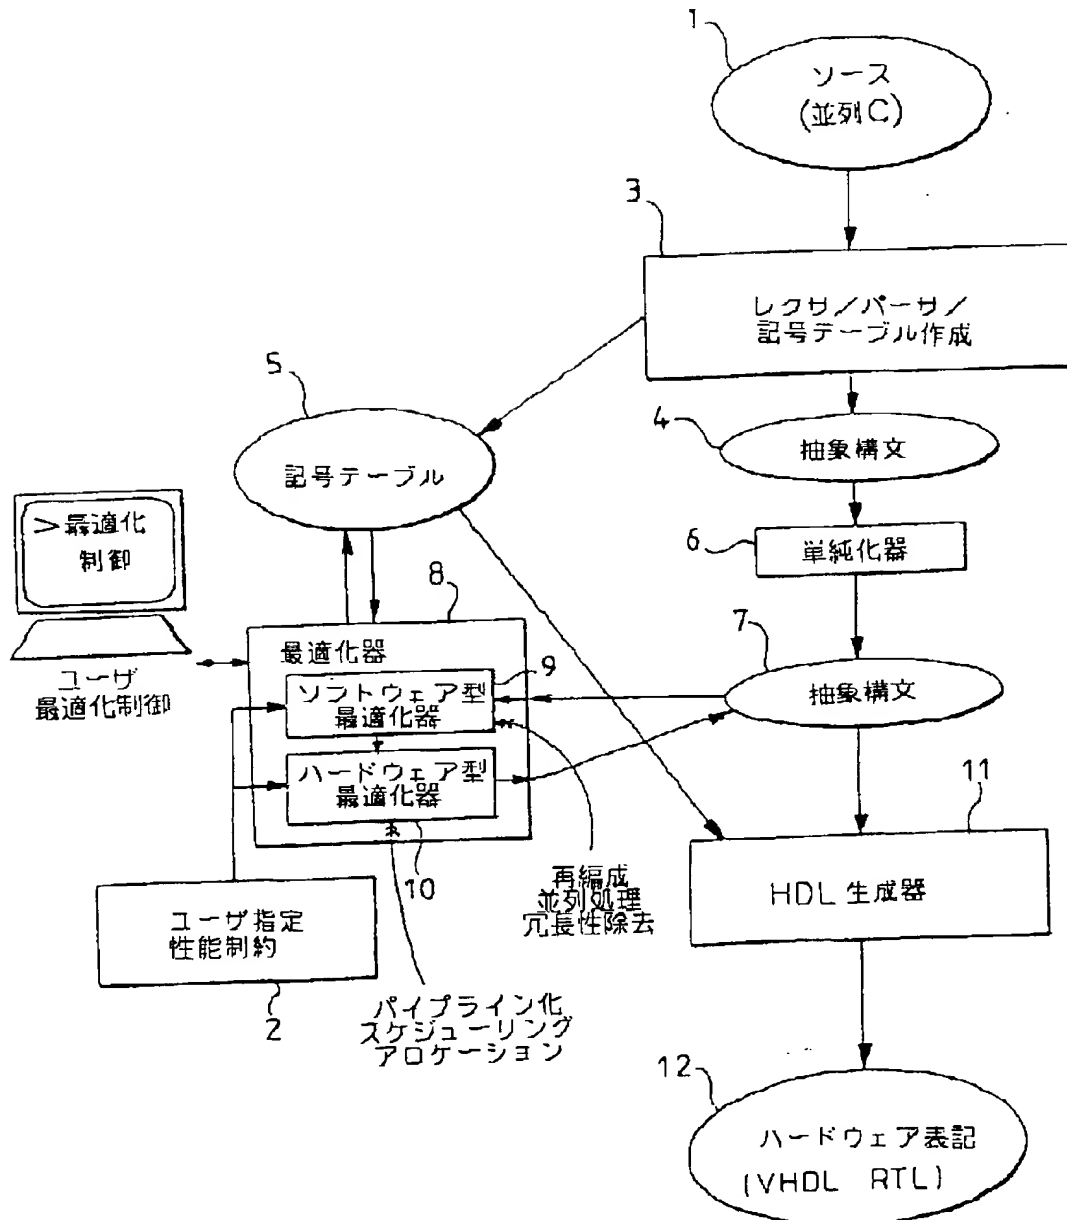 1
ソース
(並列C)
3
レクサ／パーサ／
記号テーブル作成
5
記号テーブル
4
抽象構文
6
単純化器
＞最適化
制御
ユーザ
最適化制御
8
最適化器
9
ソフトウェア型
最適化器
ハードウェア型
最適化器
10
7
抽象構文
再編成
並列処理
冗長性除去
11
HDL 生成器
ユーザ指定
性能制約
2
パイプライン化
スケジューリング
アロケーション
12
ハードウェア表記
(VHDL RTL)